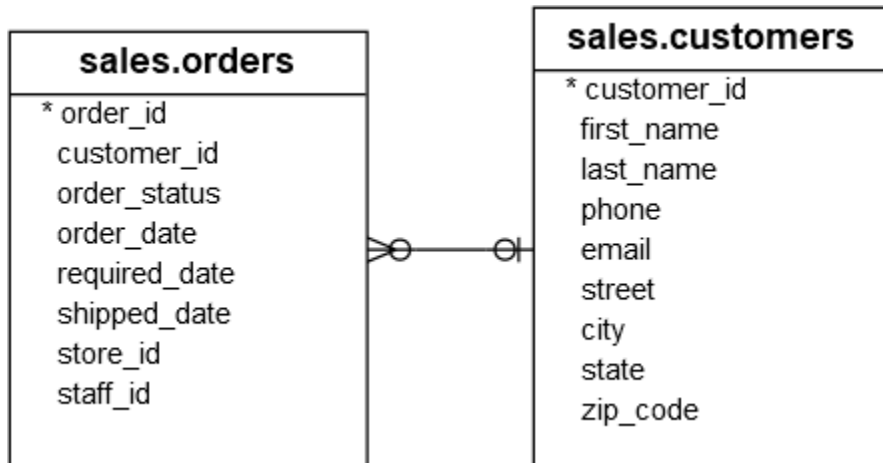 sales.orders
* order_id
customer_id
order_status
order_date
required_date
shipped_date
store_id
staff_id
sales.customers
* customer_id
first_name
last_name
phone
email
street
city
state
zip_code